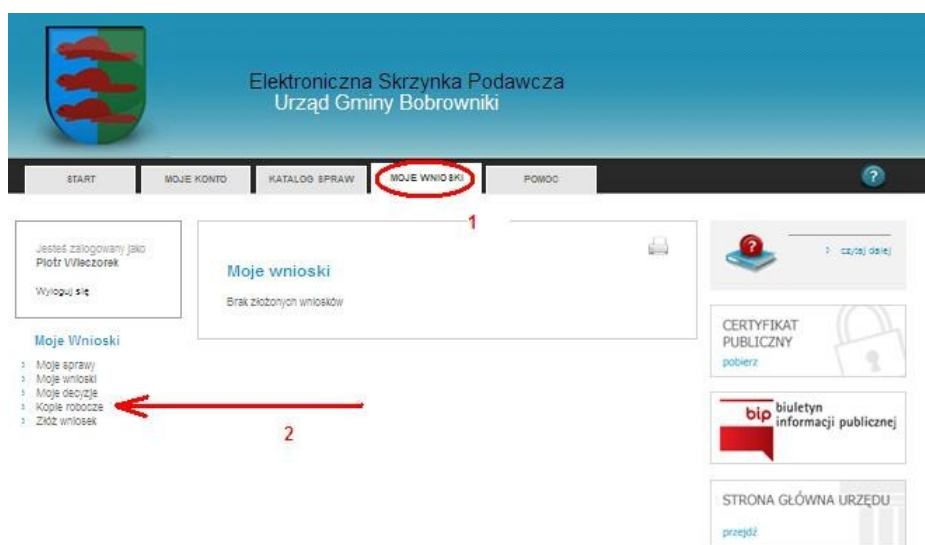 Elektroniczna Skrzynka Podawcza
Urząd Gminy Bobrowniki
START
MOJE KONTO
KATALOG SPRAW
MOJE WNIOSKI
POMOC
?
1
Jesteś zalogowany jako
Piotr Wieczorek
Wyloguj się
Moje wnioski
Brak złożonych wniosków
?
czytaj dalej
Moje Wnioski
Moje sprawy
Moje wnioski
Moje decyzje
Kopie robocze
Złóż wniosek
2
CERTYFIKAT
PUBLICZNY
pobierz
bip biuletyn
informacji publicznej
STRONA GŁÓWNA URZĘDU
przejdź